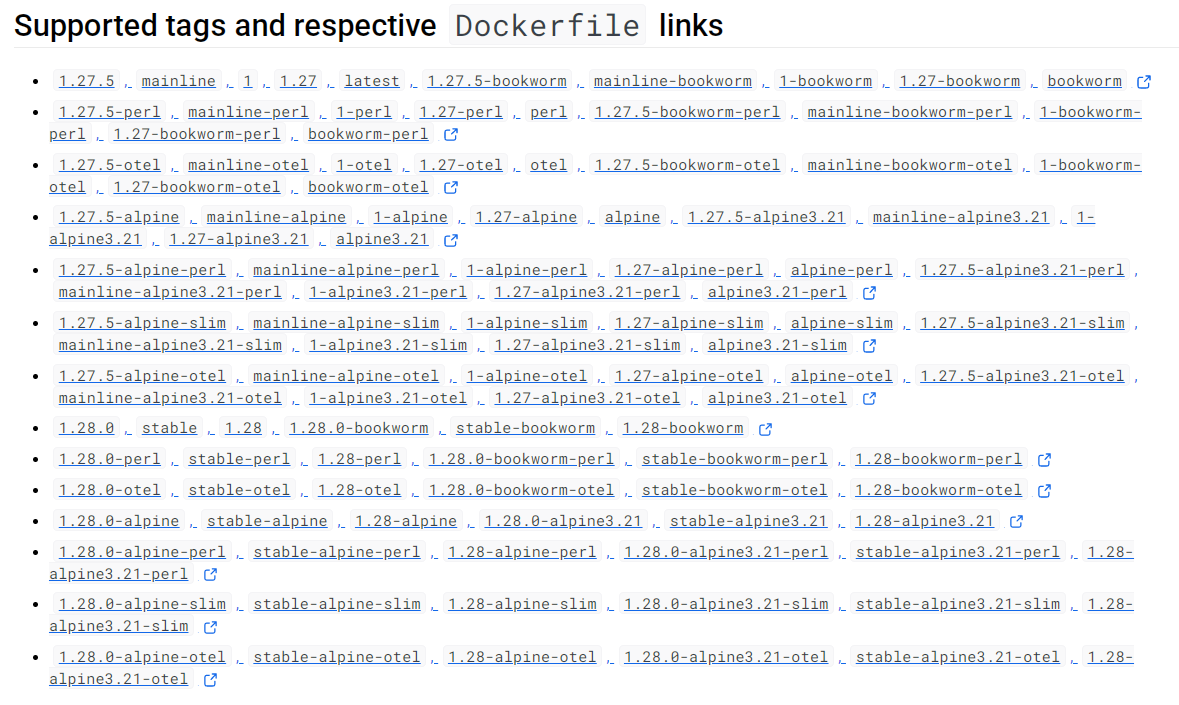 Supported tags and respective Dockerfile links
1.27.5 , mainline , 1 , 1.27 , latest , 1.27.5-bookworm , mainline-bookworm , 1-bookworm , 1.27-bookworm , bookworm
1.27.5-perl , mainline-perl , 1-perl , 1.27-perl , perl , 1.27.5-bookworm-perl , mainline-bookworm-perl , 1-bookworm-
perl , 1.27-bookworm-perl , bookworm-perl
1.27.5-otel , mainline-otel , 1-otel , 1.27-otel , otel , 1.27.5-bookworm-otel , mainline-bookworm-otel , 1-bookworm-
otel , 1.27-bookworm-otel , bookworm-otel
1.27.5-alpine , mainline-alpine , 1-alpine , 1.27-alpine , alpine , 1.27.5-alpine3.21 , mainline-alpine3.21 , 1-
alpine3.21 , 1.27-alpine3.21 , alpine3.21
1.27.5-alpine-perl , mainline-alpine-perl , 1-alpine-perl , 1.27-alpine-perl , alpine-perl , 1.27.5-alpine3.21-perl ,
mainline-alpine3.21-perl , 1-alpine3.21-perl , 1.27-alpine3.21-perl , alpine3.21-perl
1.27.5-alpine-slim , mainline-alpine-slim , 1-alpine-slim , 1.27-alpine-slim , alpine-slim , 1.27.5-alpine3.21-slim ,
mainline-alpine3.21-slim , 1-alpine3.21-slim , 1.27-alpine3.21-slim , alpine3.21-slim
1.27.5-alpine-otel , mainline-alpine-otel , 1-alpine-otel , 1.27-alpine-otel , alpine-otel , 1.27.5-alpine3.21-otel ,
mainline-alpine3.21-otel , 1-alpine3.21-otel , 1.27-alpine3.21-otel , alpine3.21-otel
1.28.0 , stable , 1.28 , 1.28.0-bookworm , stable-bookworm , 1.28-bookworm
1.28.0-perl , stable-perl , 1.28-perl , 1.28.0-bookworm-perl , stable-bookworm-perl , 1.28-bookworm-perl
1.28.0-otel , stable-otel , 1.28-otel , 1.28.0-bookworm-otel , stable-bookworm-otel , 1.28-bookworm-otel
1.28.0-alpine , stable-alpine , 1.28-alpine , 1.28.0-alpine3.21 , stable-alpine3.21 , 1.28-alpine3.21
1.28.0-alpine-perl , stable-alpine-perl , 1.28-alpine-perl , 1.28.0-alpine3.21-perl , stable-alpine3.21-perl , 1.28-
alpine3.21-perl
1.28.0-alpine-slim , stable-alpine-slim , 1.28-alpine-slim , 1.28.0-alpine3.21-slim , stable-alpine3.21-slim , 1.28-
alpine3.21-slim
1.28.0-alpine-otel , stable-alpine-otel , 1.28-alpine-otel , 1.28.0-alpine3.21-otel , stable-alpine3.21-otel , 1.28-
alpine3.21-otel